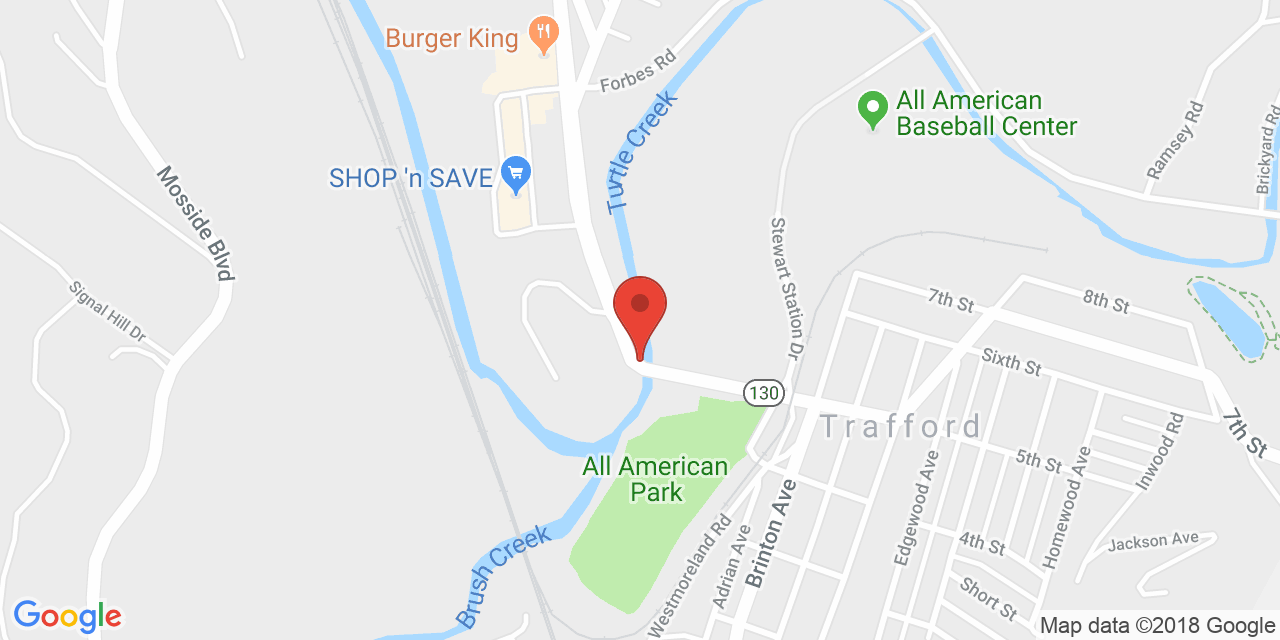 Burger King
Forbes Rd
All American
Baseball Center
Ramsey Rd
Brickyard Rd
Turtle Creek
SHOP 'n SAVE
Mossside Blvd
Signal Hill Dr
Stewart Station Dr
7th St
8th St
Sixth St
130
Trafford
7th St
Inwood Rd
5th St
All American
Park
Edgewood Ave
Homewood Ave
Brinton Ave
4th St
Jackson Ave
Brush Creek
Westmoreland Rd
Adrian Ave
Short St
Google
Map data ©2018 Google